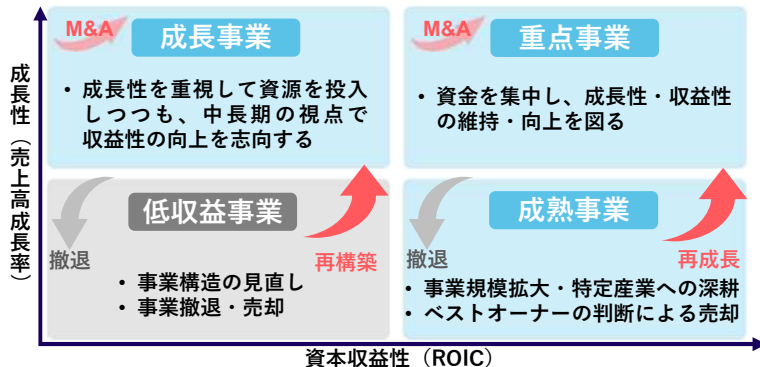 M&A
成長事業
・ 成長性を重視して資源を投入
しつつも、中長期の視点で
収益性の向上を志向する
M&A
重点事業
・ 資金を集中し、成長性・収益性
の維持・向上を図る
成長性（売上高成長率）
低収益事業
撤退
再構築
・ 事業構造の見直し
・ 事業撤退・売却
成熟事業
撤退
再成長
・ 事業規模拡大・特定産業への深耕
・ ベストオーナーの判断による売却
資本収益性（ROIC）